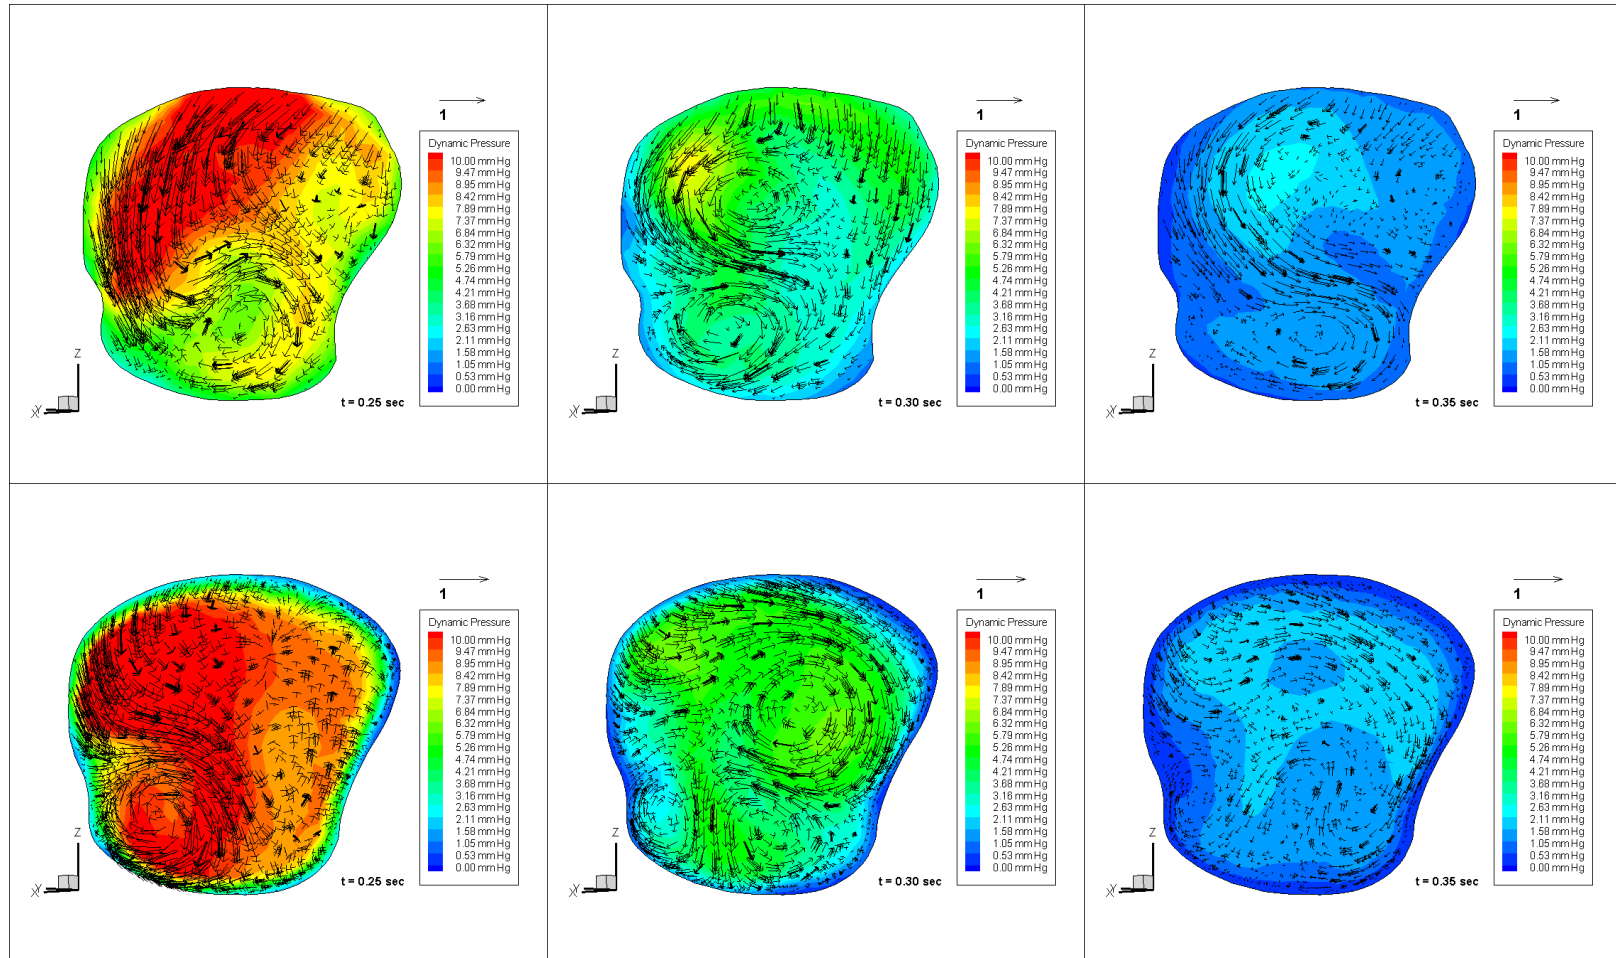 1
Dynamic Pressure
10.00 mmHg
9.47 mmHg
8.95 mmHg
8.42 mmHg
7.89 mmHg
7.37 mmHg
6.84 mmHg
6.32 mmHg
5.79 mmHg
5.26 mmHg
4.74 mmHg
4.21 mmHg
3.68 mmHg
3.16 mmHg
2.63 mmHg
2.11 mmHg
1.58 mmHg
1.05 mmHg
0.53 mmHg
0.00 mmHg
Z
X Y
t = 0.25 sec
1
Dynamic Pressure
10.00 mmHg
9.47 mmHg
8.95 mmHg
8.42 mmHg
7.89 mmHg
7.37 mmHg
6.84 mmHg
6.32 mmHg
5.79 mmHg
5.26 mmHg
4.74 mmHg
4.21 mmHg
3.68 mmHg
3.16 mmHg
2.63 mmHg
2.11 mmHg
1.58 mmHg
1.05 mmHg
0.53 mmHg
0.00 mmHg
Z
X Y
t = 0.30 sec
1
Dynamic Pressure
10.00 mmHg
9.47 mmHg
8.95 mmHg
8.42 mmHg
7.89 mmHg
7.37 mmHg
6.84 mmHg
6.32 mmHg
5.79 mmHg
5.26 mmHg
4.74 mmHg
4.21 mmHg
3.68 mmHg
3.16 mmHg
2.63 mmHg
2.11 mmHg
1.58 mmHg
1.05 mmHg
0.53 mmHg
0.00 mmHg
Z
X Y
t = 0.35 sec
1
Dynamic Pressure
10.00 mmHg
9.47 mmHg
8.95 mmHg
8.42 mmHg
7.89 mmHg
7.37 mmHg
6.84 mmHg
6.32 mmHg
5.79 mmHg
5.26 mmHg
4.74 mmHg
4.21 mmHg
3.68 mmHg
3.16 mmHg
2.63 mmHg
2.11 mmHg
1.58 mmHg
1.05 mmHg
0.53 mmHg
0.00 mmHg
Z
X Y
t = 0.25 sec
1
Dynamic Pressure
10.00 mmHg
9.47 mmHg
8.95 mmHg
8.42 mmHg
7.89 mmHg
7.37 mmHg
6.84 mmHg
6.32 mmHg
5.79 mmHg
5.26 mmHg
4.74 mmHg
4.21 mmHg
3.68 mmHg
3.16 mmHg
2.63 mmHg
2.11 mmHg
1.58 mmHg
1.05 mmHg
0.53 mmHg
0.00 mmHg
Z
X Y
t = 0.30 sec
1
Dynamic Pressure
10.00 mmHg
9.47 mmHg
8.95 mmHg
8.42 mmHg
7.89 mmHg
7.37 mmHg
6.84 mmHg
6.32 mmHg
5.79 mmHg
5.26 mmHg
4.74 mmHg
4.21 mmHg
3.68 mmHg
3.16 mmHg
2.63 mmHg
2.11 mmHg
1.58 mmHg
1.05 mmHg
0.53 mmHg
0.00 mmHg
Z
X Y
t = 0.35 sec